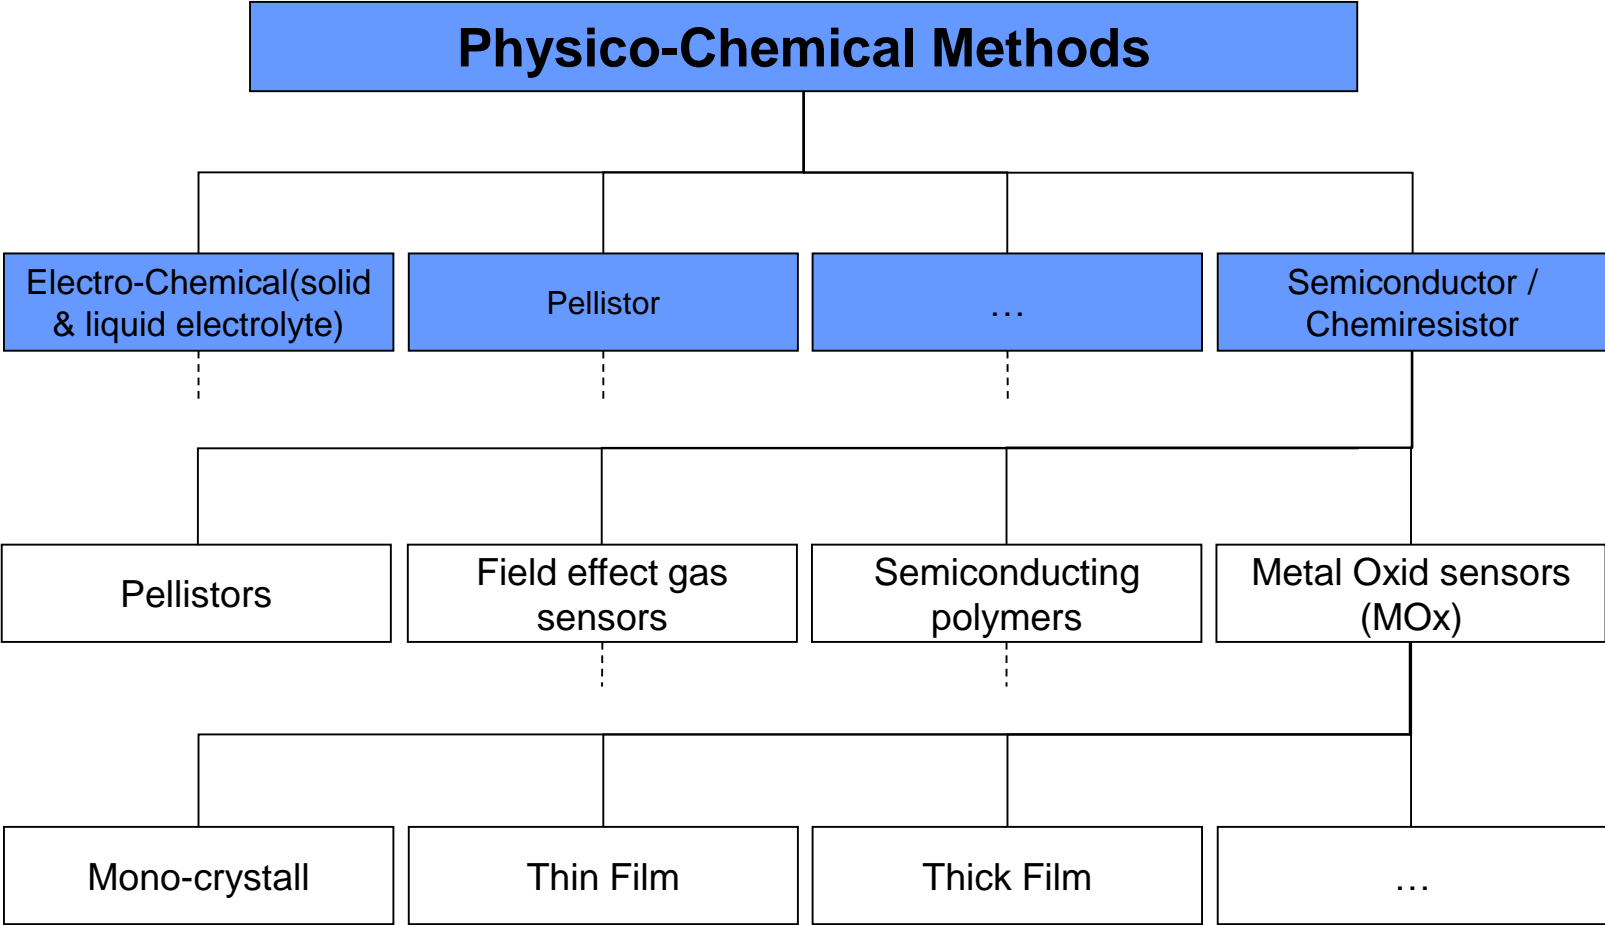 Physico-Chemical Methods
Electro-Chemical(solid
& liquid electrolyte)
Pellistor
…
Semiconductor /
Chemiresistor
Pellistors
Field effect gas
sensors
Semiconducting
polymers
Metal Oxid sensors
(MOx)
Mono-crystall
Thin Film
Thick Film
…